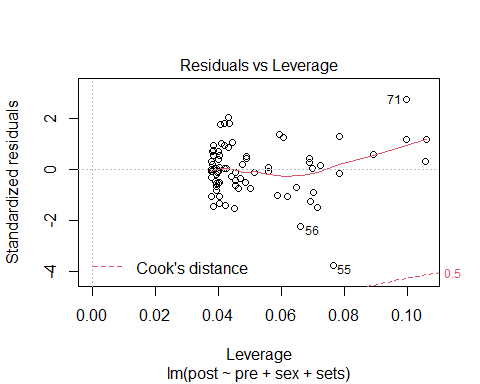 Residuals vs Leverage
Standardized residuals
2
0
-2
-4
71
56
55
Cook's distance
0.5
0.00 0.02 0.04 0.06 0.08 0.10
Leverage
lm(post ~ pre + sex + sets)